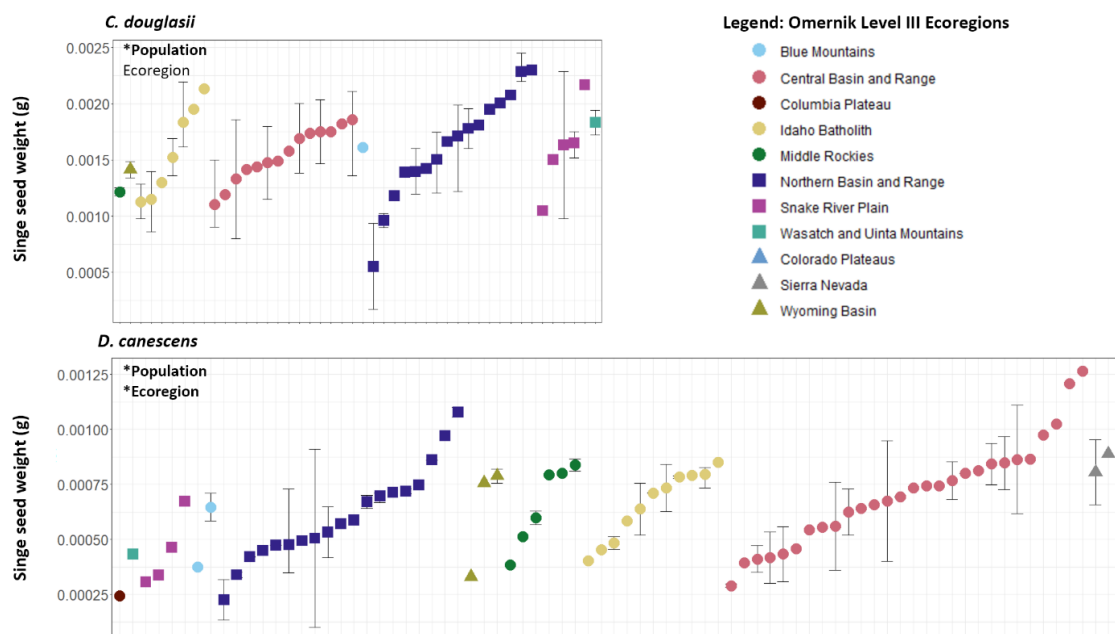 C. douglasii
*Population
Ecoregion
Singe seed weight (g)
0.0025
0.0020
0.0015
0.0010
0.0005
Legend: Omernik Level III Ecoregions
Blue Mountains
Central Basin and Range
Columbia Plateau
Idaho Batholith
Middle Rockies
Northern Basin and Range
Snake River Plain
Wasatch and Uinta Mountains
Colorado Plateaus
Sierra Nevada
Wyoming Basin
D. canescens
*Population
*Ecoregion
Singe seed weight (g)
0.00125
0.00100
0.00075
0.00050
0.00025